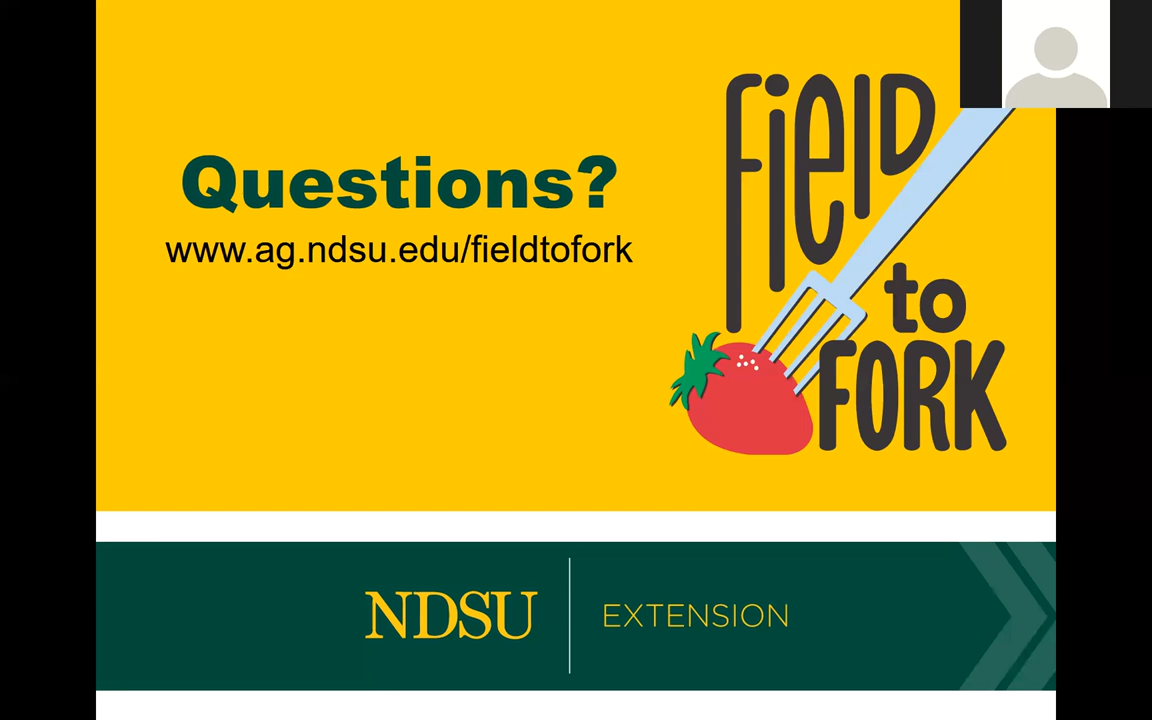 Questions?
www.ag.ndsu.edu/fieldtofork
FiELD
to
FORK
NDSU
EXTENSION